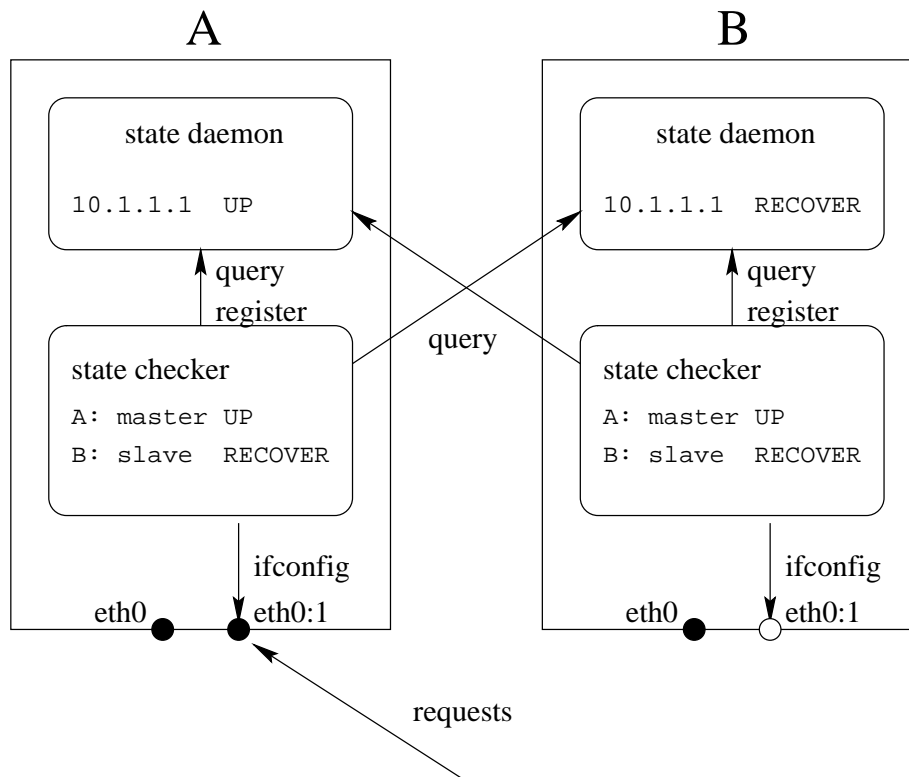 A
state daemon
10.1.1.1 UP
query
register
state checker
A: master UP
B: slave RECOVER
ifconfig
eth0
eth0:1
query
B
state daemon
10.1.1.1 RECOVER
query
register
state checker
A: master UP
B: slave RECOVER
ifconfig
eth0
eth0:1
requests